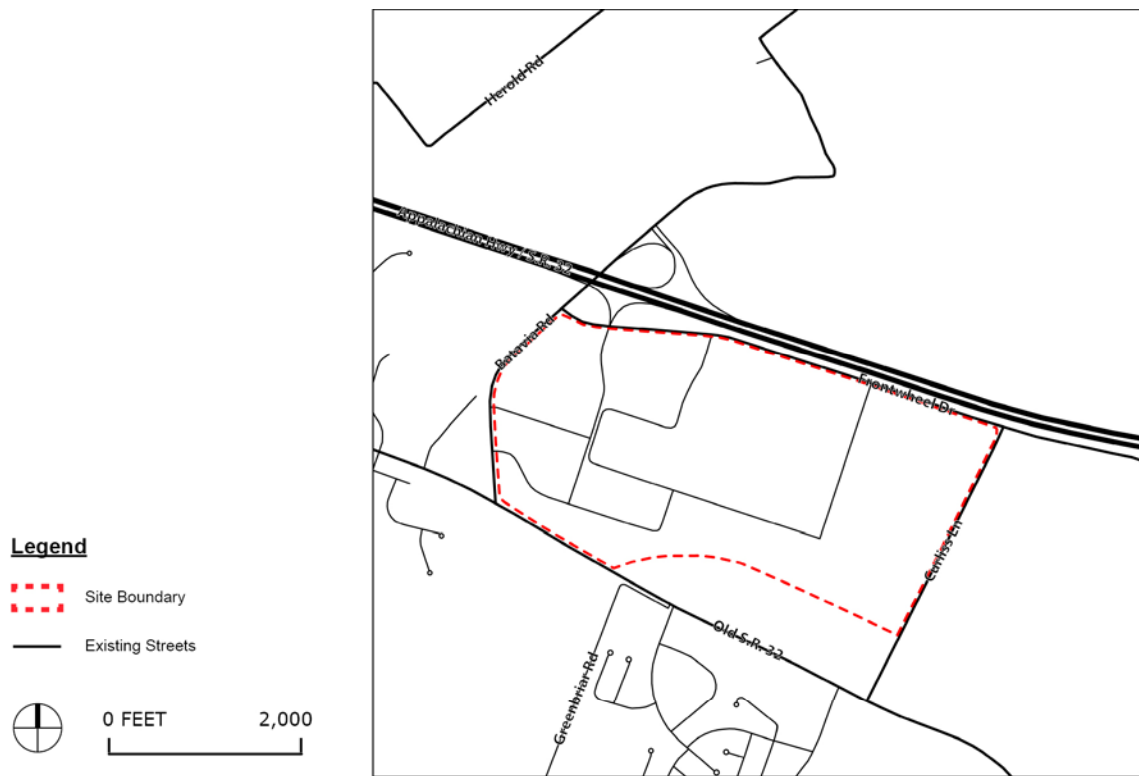 Herold Rd
Appalachian Hwy / S.R. 32
Batavia Rd
Frontwheel Dr
Curliss Ln
Old S.R. 32
Greenbriar Rd
Legend
Site Boundary
Existing Streets
0 FEET 2,000